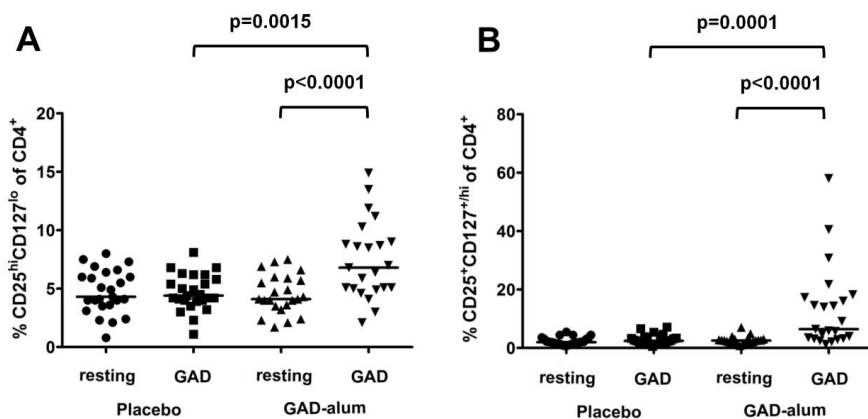 A
p=0.0015
p<0.0001
% CD25hiCD127lo of CD4+
20
15
10
5
0
resting GAD resting GAD
Placebo GAD-alum
B
p=0.0001
p<0.0001
% CD25+CD127+/hi of CD4+
80
60
40
20
0
resting GAD resting GAD
Placebo GAD-alum